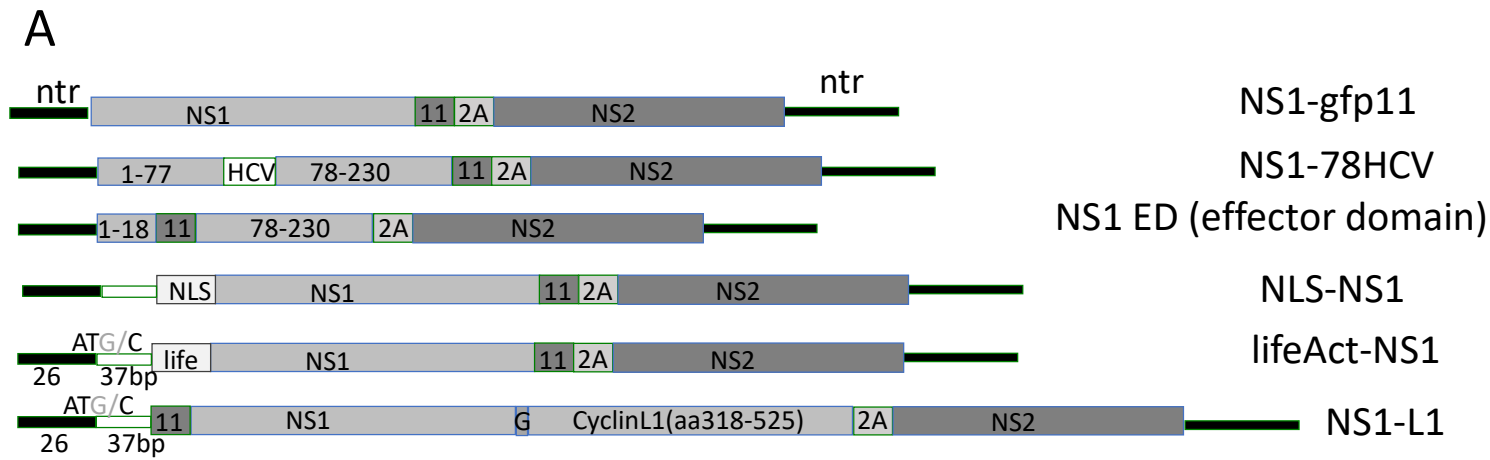 A
ntr NS1 11 2A NS2 ntr NS1-gfp11
1-77 HCV 78-230 11 2A NS2 NS1-78HCV
1-18 11 78-230 2A NS2 NS1 ED (effector domain)
NLS NS1 11 2A NS2 NLS-NS1
ATG/C
life NS1 11 2A NS2 lifeAct-NS1
26 37bp
ATG/C
11 NS1 G CyclinL1(aa318-525) 2A NS2 NS1-L1
26 37bp